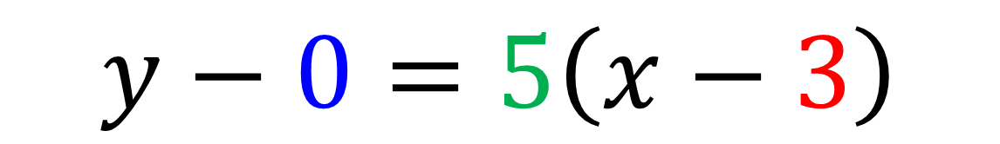 y − 0 = 5(x − 3)